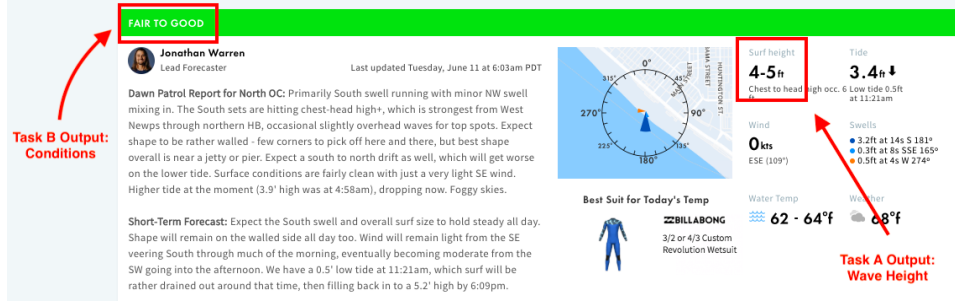 FAIR TO GOOD
Jonathan Warren
Lead Forecaster
Last updated Tuesday, June 11 at 6:03am PDT
Dawn Patrol Report for North OC: Primarily South swell running with minor NW swell
mixing in. The South sets are hitting chest-head high+, which is strongest from West
Newps through northern HB, occasional slightly overhead waves for top spots. Expect
shape to be rather walled - few corners to pick off here and there, but best shape
overall is near a jetty or pier. Expect a south to north drift as well, which will get worse
on the lower tide. Surface conditions are fairly clean with just a very light SE wind.
Higher tide at the moment (3.9' high was at 4:58am), dropping now. Foggy skies.
Short-Term Forecast: Expect the South swell and overall surf size to hold steady all day.
Shape will remain on the walled side all day too. Wind will remain light from the SE
veering South through much of the morning, eventually becoming moderate from the
SW going into the afternoon. We have a 0.5' low tide at 11:21am, which surf will be
rather drained out around that time, then filling back in to a 5.2' high by 6:09pm.
Task B Output:
Conditions
0°
45°
90°
135°
180°
225°
270°
315°
MAIN STREET
HUNTINGTON ST.
Best Suit for Today's Temp
BILLABONG
3/2 or 4/3 Custom
Revolution Wetsuit
Surf height
4-5ft
Chest to head high occ. 6
ft
Tide
3.4ft
Low tide 0.5ft
at 11:21am
Wind
0kts
ESE (109°)
Swells
3.2ft at 14s S 181°
0.3ft at 8s SSE 165°
0.5ft at 4s W 274°
Water Temp
62 - 64°f
Weather
68°f
Task A Output:
Wave Height